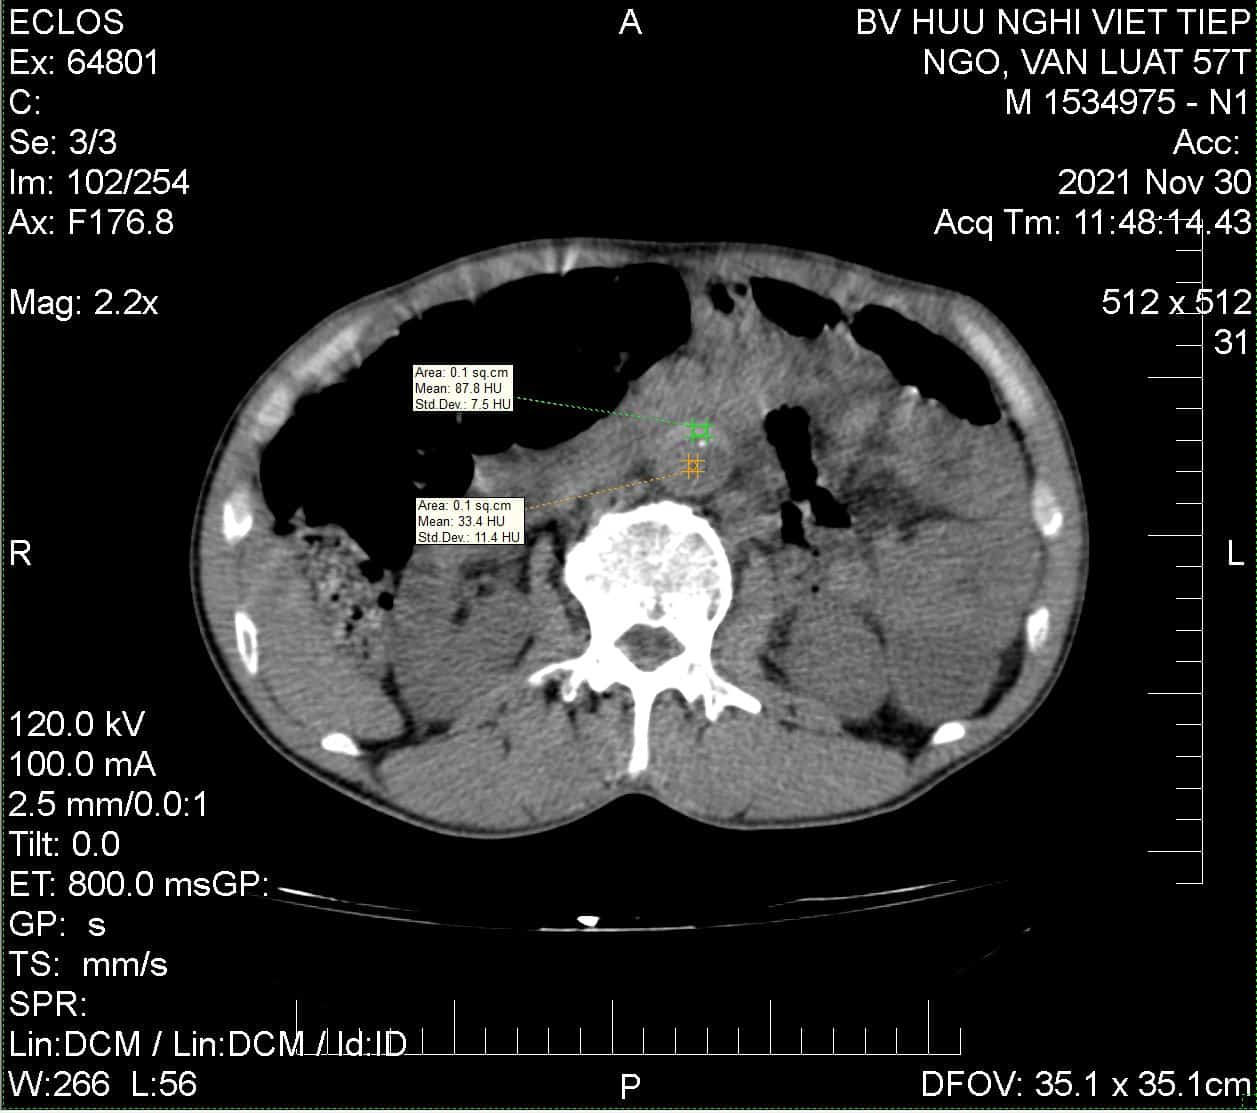 ECLOS
Ex: 64801
C:
Se: 3/3
Im: 102/254
Ax: F176.8
Mag: 2.2x
A
BV HUU NGHI VIET TIEP
NGO, VAN LUAT 57T
M 1534975 - N1
Acc:
2021 Nov 30
Acq Tm: 11:48:14.43
512 x 512
31
Area: 0.1 sq.cm
Mean: 87.8 HU
Std.Dev.: 7.5 HU
Area: 0.1 sq.cm
Mean: 33.4 HU
Std.Dev.: 11.4 HU
R
L
120.0 kV
100.0 mA
2.5 mm/0.0:1
Tilt: 0.0
ET: 800.0 msGP:
GP: s
TS: mm/s
SPR:
Lin:DCM / Lin:DCM / Id:ID
W:266 L:56
P
DFOV: 35.1 x 35.1cm